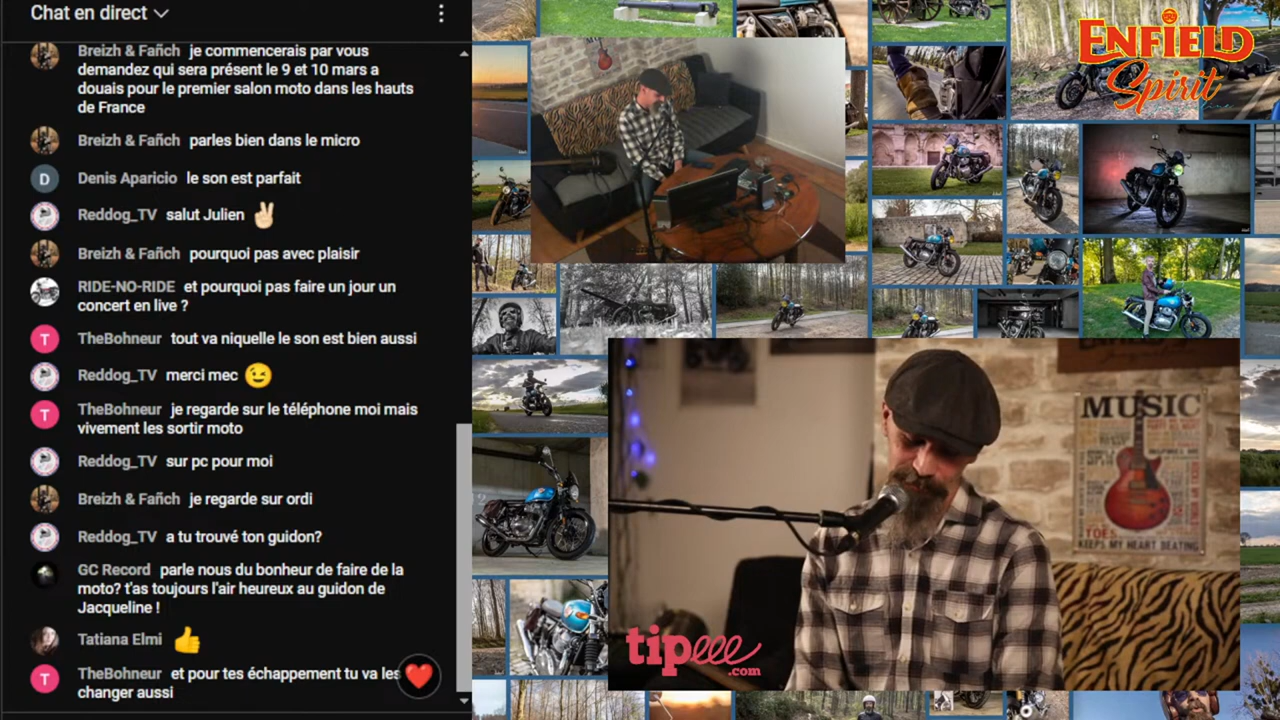 Chat en direct
Breizh & Fañch je commencerais par vous
demandez qui sera présent le 9 et 10 mars a
douais pour le premier salon moto dans les hauts
de France
Breizh & Fañch parles bien dans le micro
D Denis Aparicio le son est parfait
Reddog_TV salut Julien ✌🏻
Breizh & Fañch pourquoi pas avec plaisir
RIDE-NO-RIDE et pourquoi pas faire un jour un
concert en live ?
T TheBohneur tout va niquelle le son est bien aussi
Reddog_TV merci mec 😉
T TheBohneur je regarde sur le téléphone moi mais
vivement les sortir moto
Reddog_TV sur pc pour moi
Breizh & Fañch je regarde sur ordi
Reddog_TV a tu trouvé ton guidon?
GC Record parle nous du bonheur de faire de la
moto? t'as toujours l'air heureux au guidon de
Jacqueline !
Tatiana Elmi 👍
T TheBohneur et pour tes échappement tu va les
changer aussi
ENFIELD
Spirit
MUSIC
TOES
KEEPS MY HEART BEATING
tipeee
.com